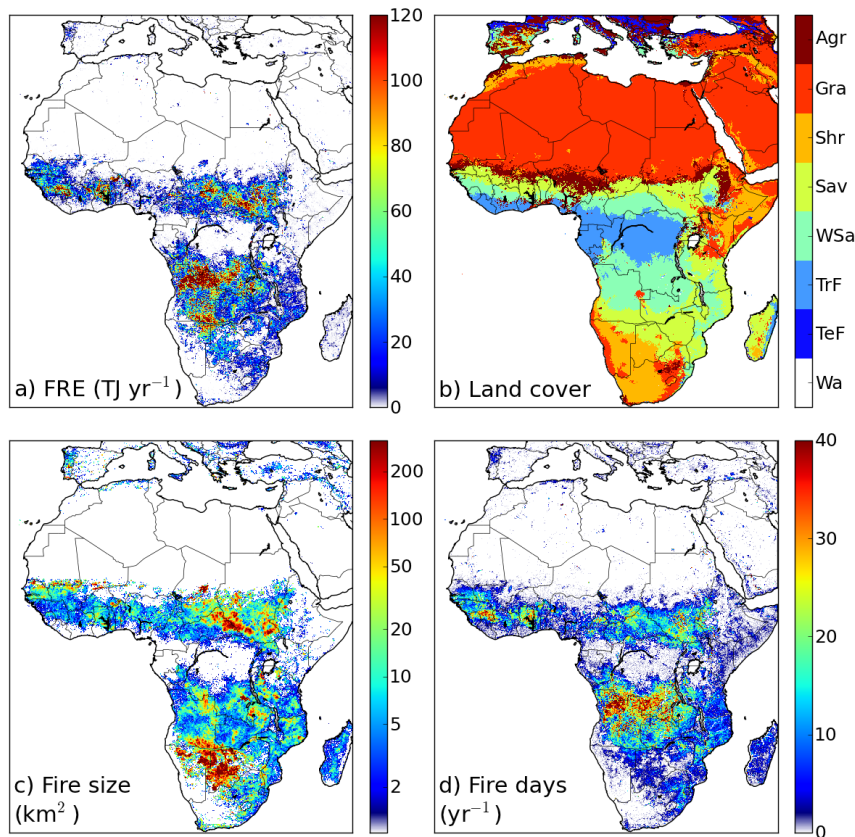 120
100
80
60
40
20
0
a) FRE (TJ yr⁻¹)
Agr
Gra
Shr
Sav
WSa
TrF
TeF
Wa
b) Land cover
200
100
50
20
10
5
2
c) Fire size
(km²)
40
30
20
10
0
d) Fire days
(yr⁻¹)